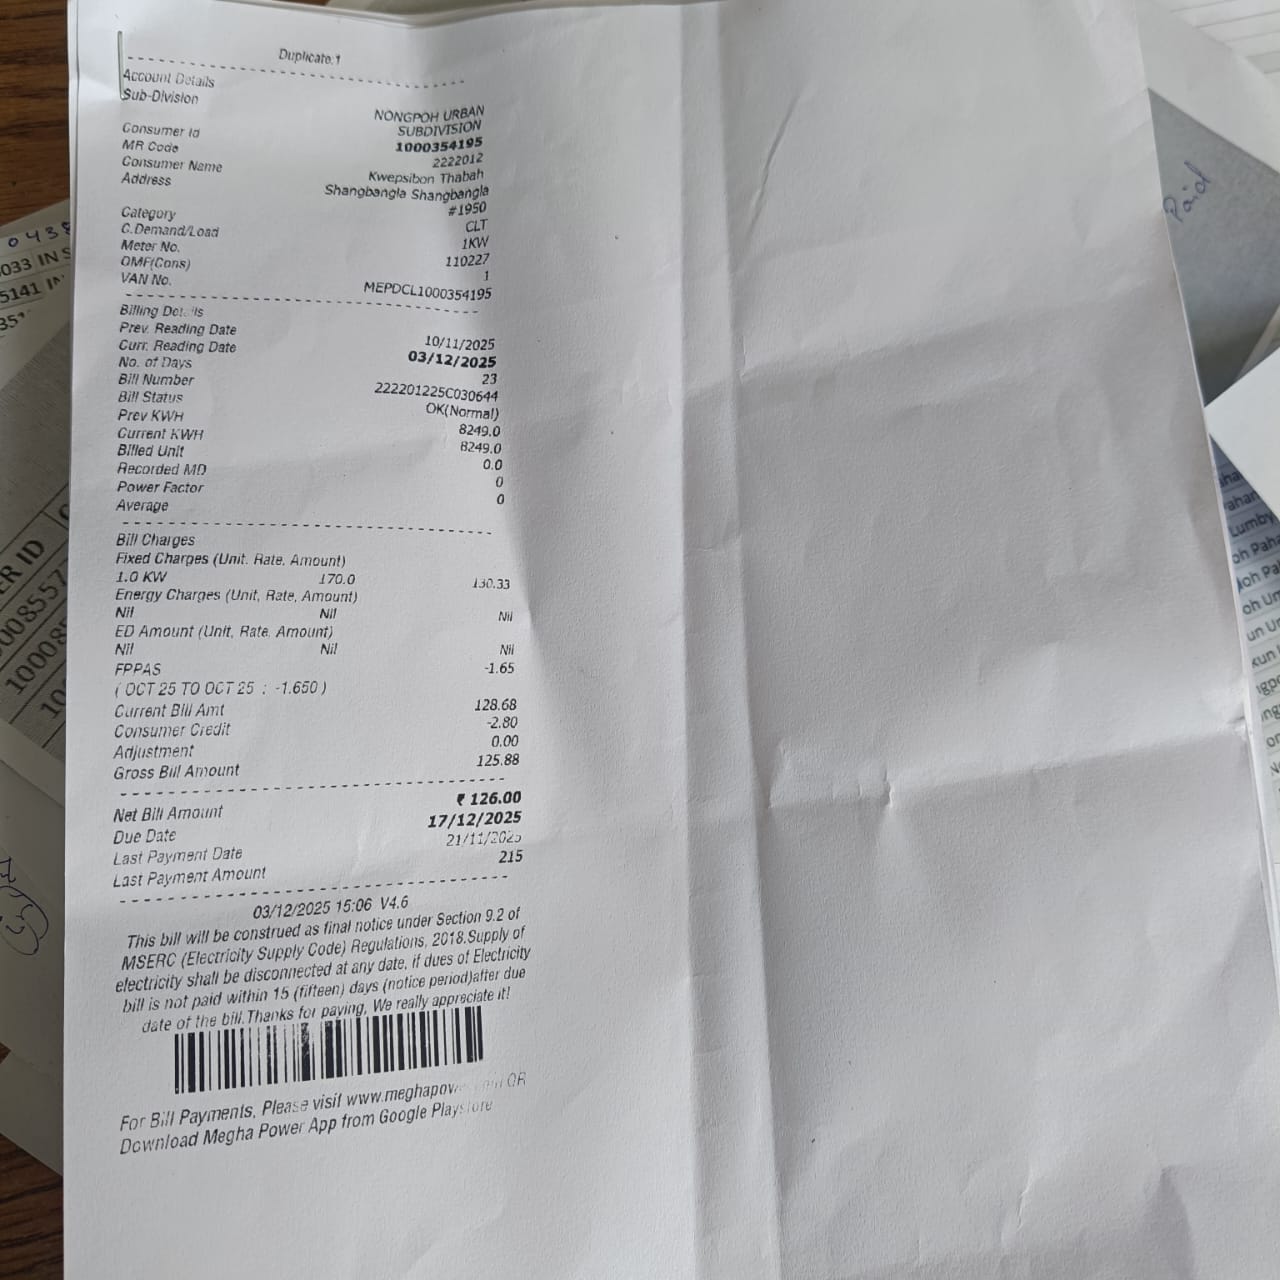 Duplicate:1
Account Details
Sub-Division NONGPOH URBAN
SUBDIVISION
Consumer Id 1000354195
MR Code 2222012
Consumer Name Kwepsibon Thabah
Address Shangbangla Shangbangla
#1950
Category CLT
C.Demand/Load 1KW
Meter No. 110227
OMF(Cons) 1
VAN No. MEPDCL1000354195
Billing Details
Prev. Reading Date 10/11/2025
Curr. Reading Date 03/12/2025
No. of Days 23
Bill Number 222201225C030644
Bill Status OK(Normal)
Prev KWH 8249.0
Current KWH 8249.0
Billed Unit 0.0
Recorded MD 0
Power Factor 0
Average
Bill Charges
Fixed Charges (Unit, Rate, Amount)
1.0 KW 170.0 130.33
Energy Charges (Unit, Rate, Amount)
Nil Nil Nil
ED Amount (Unit, Rate, Amount)
Nil Nil Nil
FPPAS -1.65
( OCT 25 TO OCT 25 : -1.650 )
Current Bill Amt 128.68
Consumer Credit -2.80
Adjustment 0.00
Gross Bill Amount 125.88
Net Bill Amount ₹ 126.00
Due Date 17/12/2025
Last Payment Date 21/11/2025
Last Payment Amount 215
03/12/2025 15:06 V4.6
This bill will be construed as final notice under Section 9.2 of
MSERC (Electricity Supply Code) Regulations, 2018.Supply of
electricity shall be disconnected at any date, if dues of Electricity
bill is not paid within 15 (fifteen) days (notice period)after due
date of the bill.Thanks for paying, We really appreciate it!
For Bill Payments, Please visit www.meghapow OR
Download Megha Power App from Google Playstore
Paid
0438
033 IN S
5141 IN
ER ID